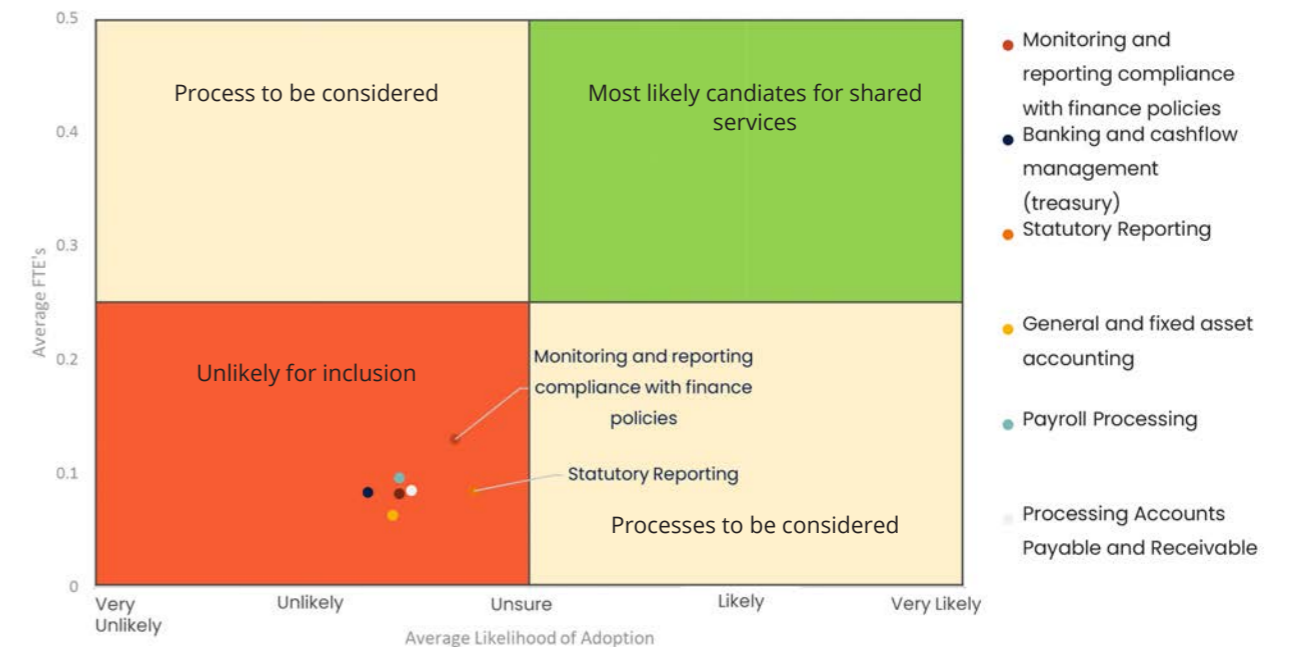 0.5
0.4
0.3
0.2
0.1
0
Average FTE's
Process to be considered
Most likely candiates for shared
services
Unlikely for inclusion
Monitoring and reporting
compliance with finance
policies
Statutory Reporting
Processes to be considered
Very
Unlikely
Unlikely
Unsure
Likely
Very Likely
Average Likelihood of Adoption
Monitoring and
reporting compliance
with finance policies
Banking and cashflow
management
(treasury)
Statutory Reporting
General and fixed asset
accounting
Payroll Processing
Processing Accounts
Payable and Receivable